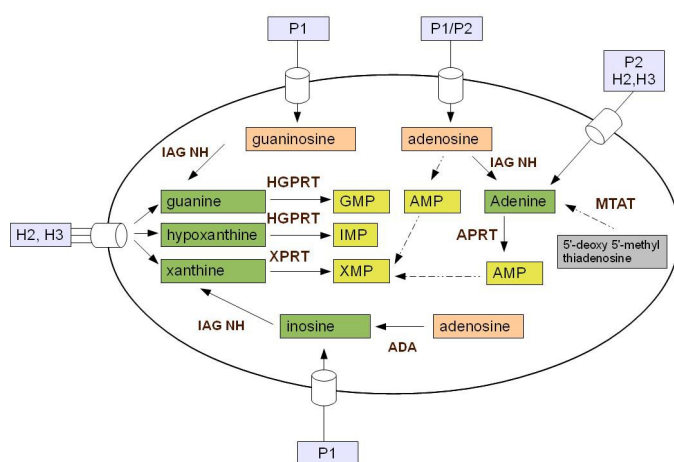 P1
P1/P2
P2
H2,H3
guaninosine
adenosine
IAG NH
IAG NH
HGPRT
guanine
GMP
AMP
Adenine
MTAT
HGPRT
H2, H3
hypoxanthine
IMP
APRT
5'-deoxy 5'-methyl
thiadenosine
XPRT
xanthine
XMP
AMP
IAG NH
inosine
adenosine
ADA
P1